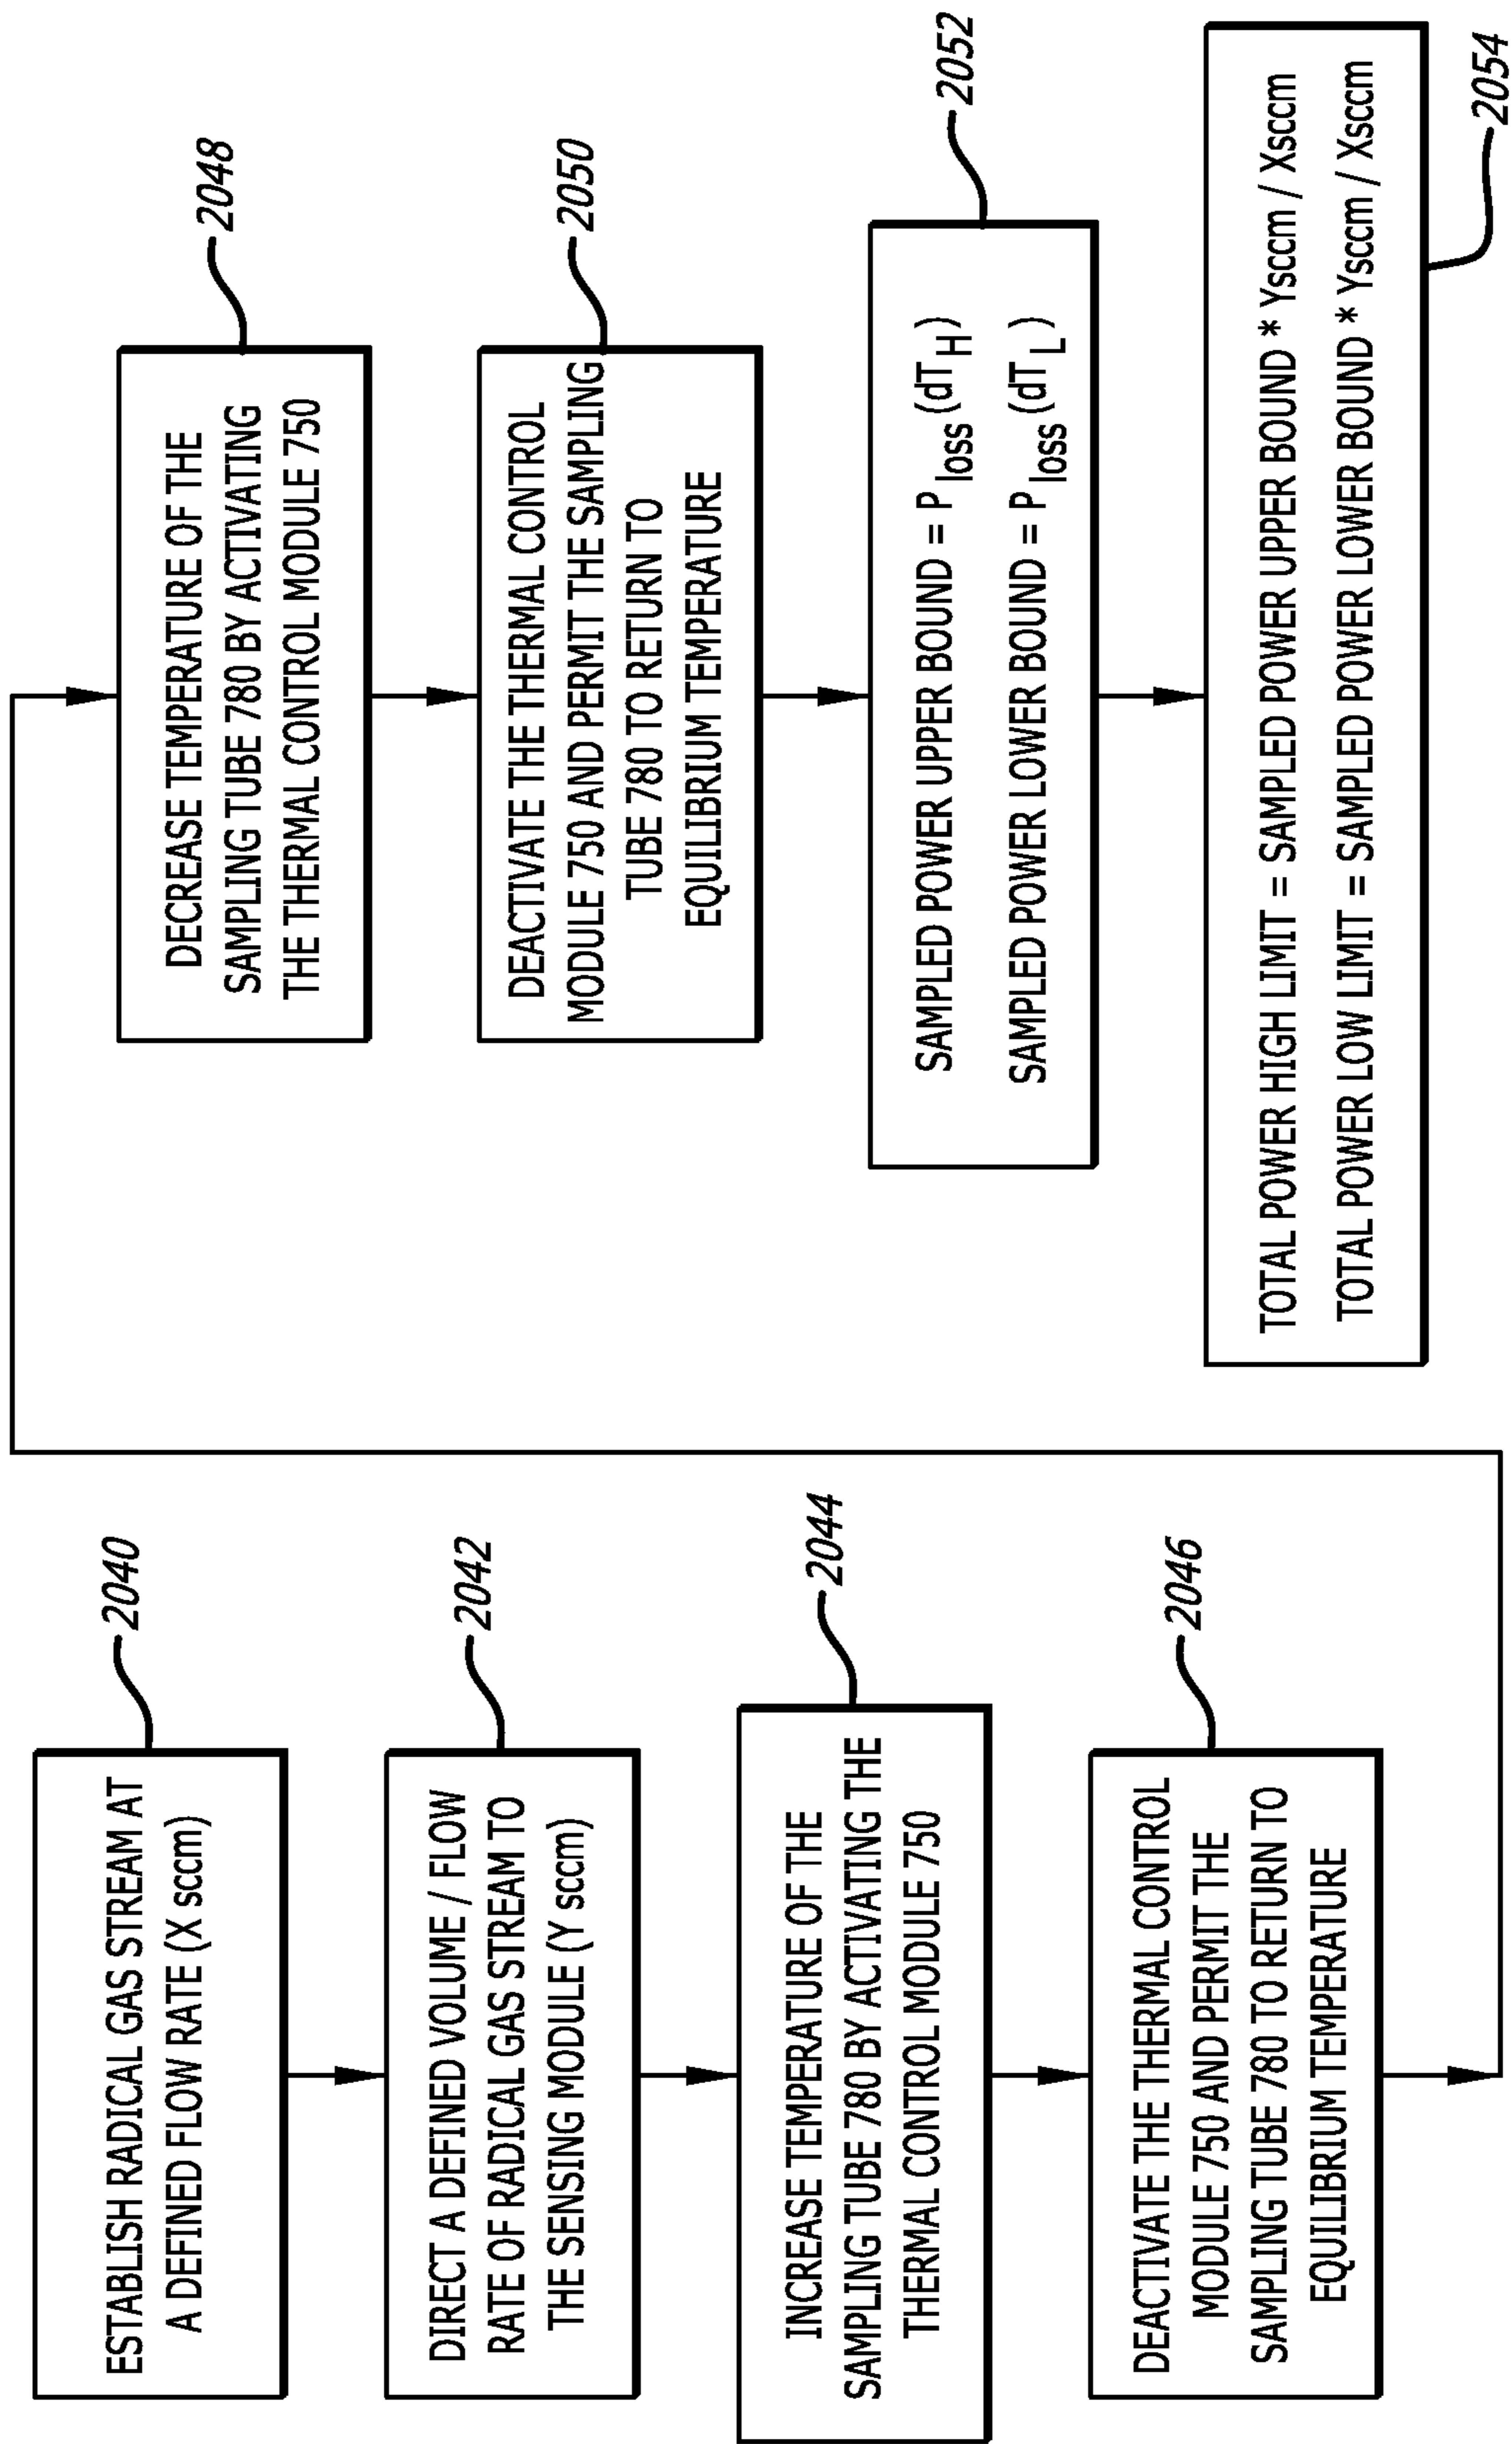 ESTABLISH RADICAL GAS STREAM AT
A DEFINED FLOW RATE (X sccm)
2040
DIRECT A DEFINED VOLUME / FLOW
RATE OF RADICAL GAS STREAM TO
THE SENSING MODULE (Y sccm)
2042
INCREASE TEMPERATURE OF THE
SAMPLING TUBE 780 BY ACTIVATING THE
THERMAL CONTROL MODULE 750
2044
DEACTIVATE THE THERMAL CONTROL
MODULE 750 AND PERMIT THE
SAMPLING TUBE 780 TO RETURN TO
EQUILIBRIUM TEMPERATURE
2046
DECREASE TEMPERATURE OF THE
SAMPLING TUBE 780 BY ACTIVATING
THE THERMAL CONTROL MODULE 750
2048
DEACTIVATE THE THERMAL CONTROL
MODULE 750 AND PERMIT THE SAMPLING
TUBE 780 TO RETURN TO
EQUILIBRIUM TEMPERATURE
2050
SAMPLED POWER UPPER BOUND = P loss (dT H )
SAMPLED POWER LOWER BOUND = P loss (dT L )
2052
TOTAL POWER HIGH LIMIT = SAMPLED POWER UPPER BOUND * Ysccm / Xsccm
TOTAL POWER LOW LIMIT = SAMPLED POWER LOWER BOUND * Ysccm / Xsccm
2054